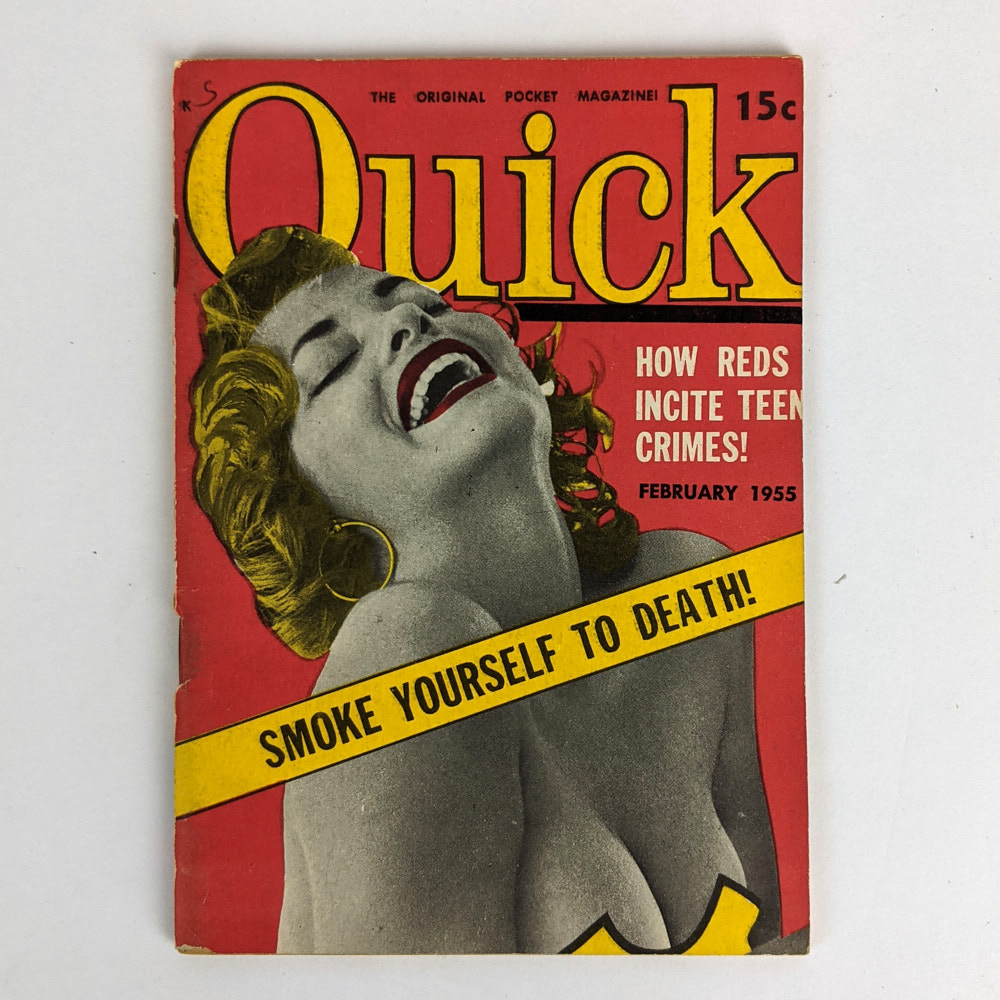 K S
THE ORIGINAL POCKET MAGAZINE!
15c
Quick
HOW REDS
INCITE TEEN
CRIMES!
FEBRUARY 1955
SMOKE YOURSELF TO DEATH!